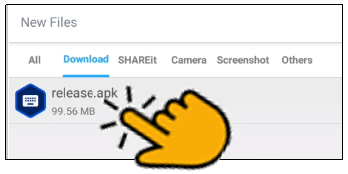 New Files
All Download SHAREit Camera Screenshot Others
release.apk
99.56 MB